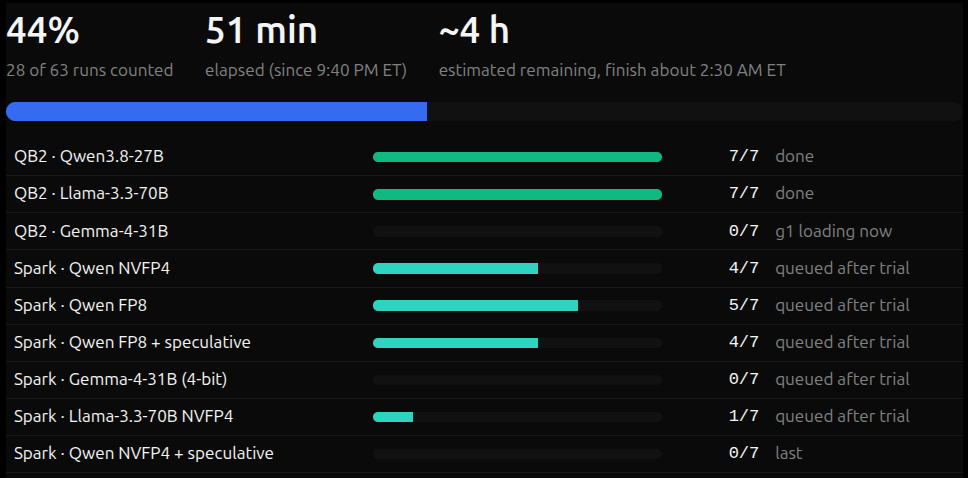 44% 51 min ~4 h
28 of 63 runs counted elapsed (since 9:40 PM ET) estimated remaining, finish about 2:30 AM ET
QB2 · Qwen3.8-27B 7/7 done
QB2 · Llama-3.3-70B 7/7 done
QB2 · Gemma-4-31B 0/7 g1 loading now
Spark · Qwen NVFP4 4/7 queued after trial
Spark · Qwen FP8 5/7 queued after trial
Spark · Qwen FP8 + speculative 4/7 queued after trial
Spark · Gemma-4-31B (4-bit) 0/7 queued after trial
Spark · Llama-3.3-70B NVFP4 1/7 queued after trial
Spark · Qwen NVFP4 + speculative 0/7 last